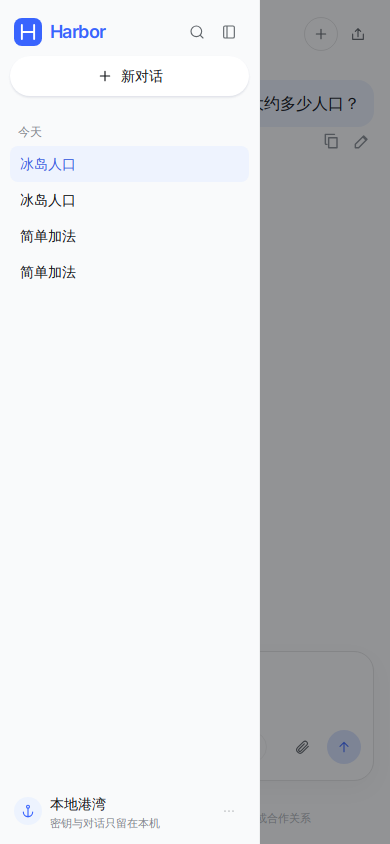 Harbor
新对话
今天
冰岛人口
冰岛人口
简单加法
简单加法
约多少人口？
本地港湾
密钥与对话只留在本机
合作关系